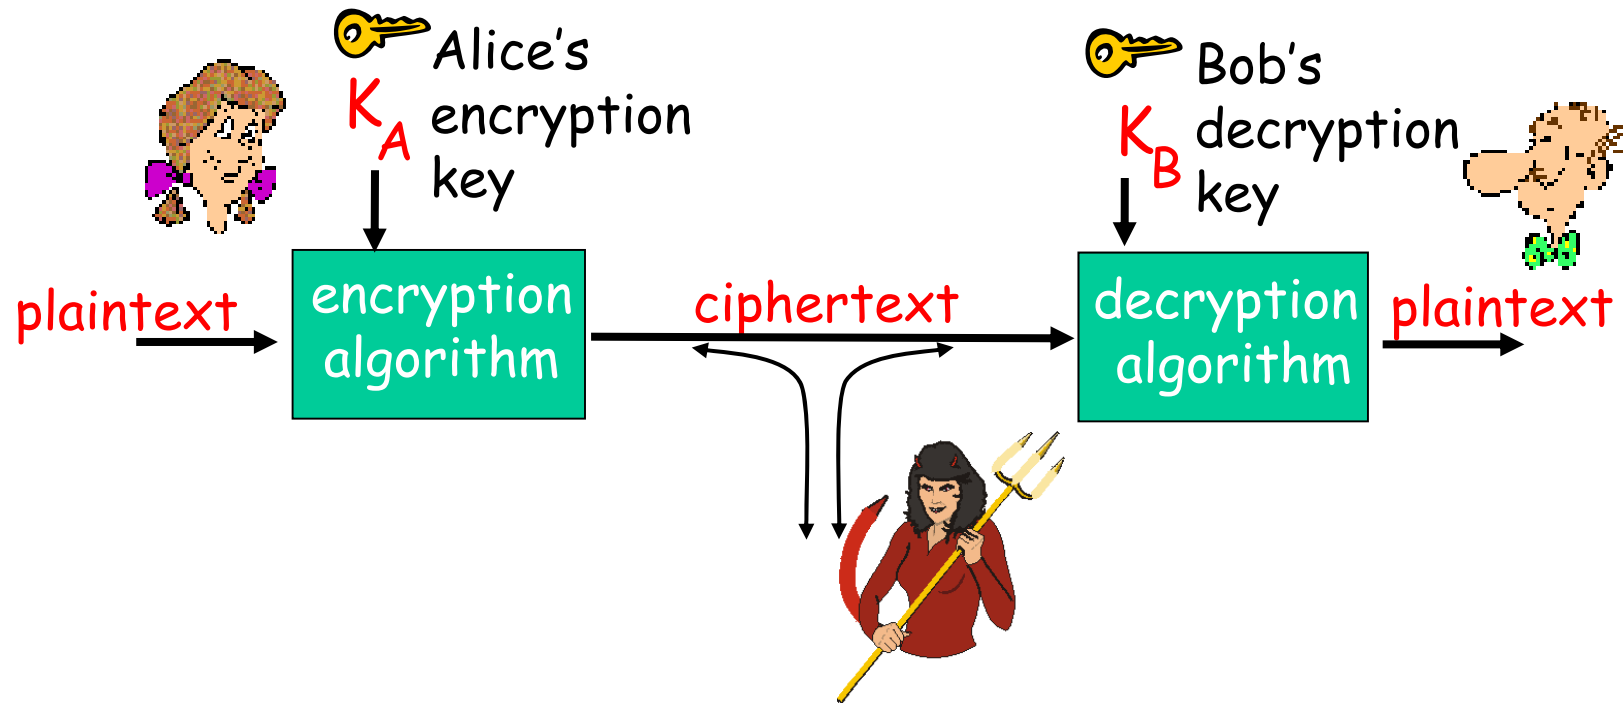 Alice’s
encryption
key
K
A
Bob’s
decryption
key
K
B
plaintext
encryption
algorithm
ciphertext
decryption
algorithm
plaintext